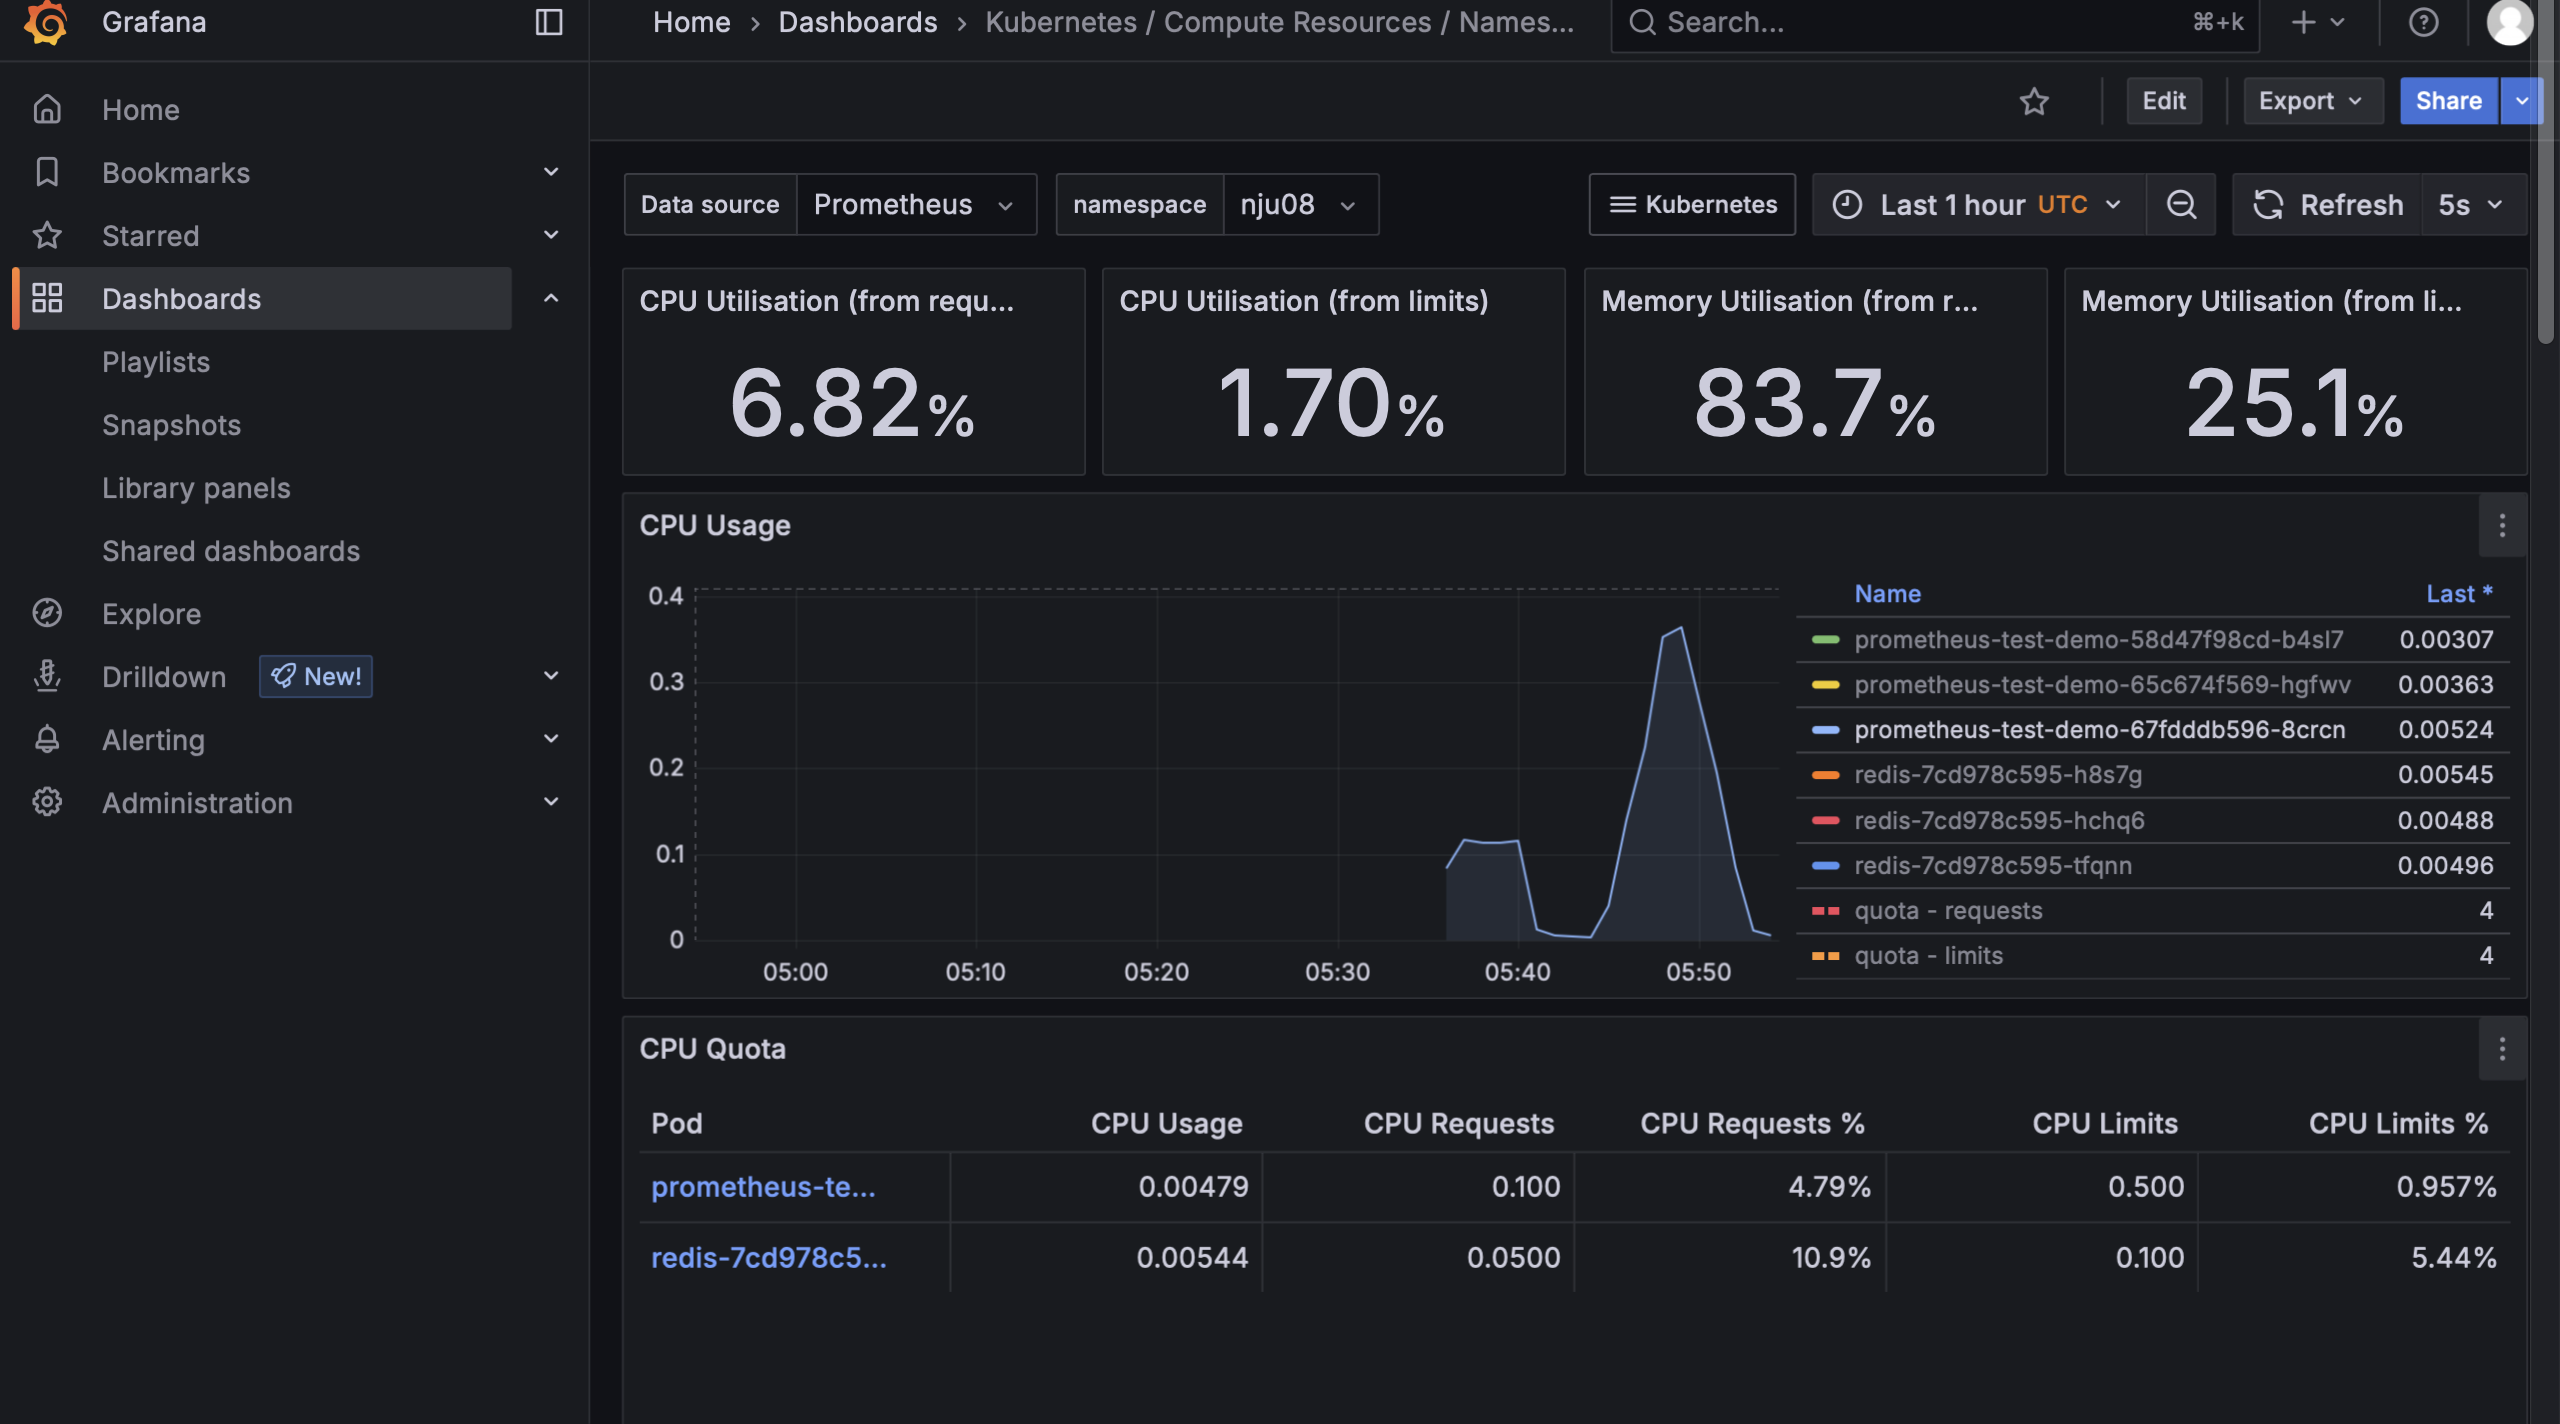 Grafana
Home › Dashboards › Kubernetes / Compute Resources / Names...
Search...
⌘+k
Home
Bookmarks
Starred
Dashboards
Playlists
Snapshots
Library panels
Shared dashboards
Explore
Drilldown New!
Alerting
Administration
Edit
Export
Share
Data source Prometheus
namespace nju08
Kubernetes
Last 1 hour UTC
Refresh 5s
CPU Utilisation (from requ...
6.82%
CPU Utilisation (from limits)
1.70%
Memory Utilisation (from r...
83.7%
Memory Utilisation (from li...
25.1%
CPU Usage
0.4
0.3
0.2
0.1
0
05:00 05:10 05:20 05:30 05:40 05:50
Name Last *
prometheus-test-demo-58d47f98cd-b4sl7 0.00307
prometheus-test-demo-65c674f569-hgfwv 0.00363
prometheus-test-demo-67fdddb596-8crcn 0.00524
redis-7cd978c595-h8s7g 0.00545
redis-7cd978c595-hchq6 0.00488
redis-7cd978c595-tfqnn 0.00496
quota - requests 4
quota - limits 4
CPU Quota
Pod CPU Usage CPU Requests CPU Requests % CPU Limits CPU Limits %
prometheus-te... 0.00479 0.100 4.79% 0.500 0.957%
redis-7cd978c5... 0.00544 0.0500 10.9% 0.100 5.44%